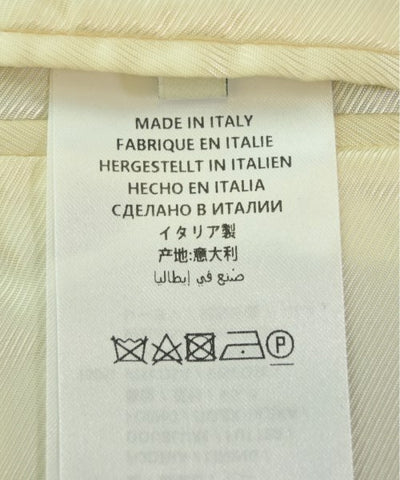 MADE IN ITALY
FABRIQUE EN ITALIE
HERGESTELLT IN ITALIEN
HECHO EN ITALIA
СДЕЛАНО В ИТАЛИИ
イタリア製
产地:意大利
صنع في إيطاليا
P